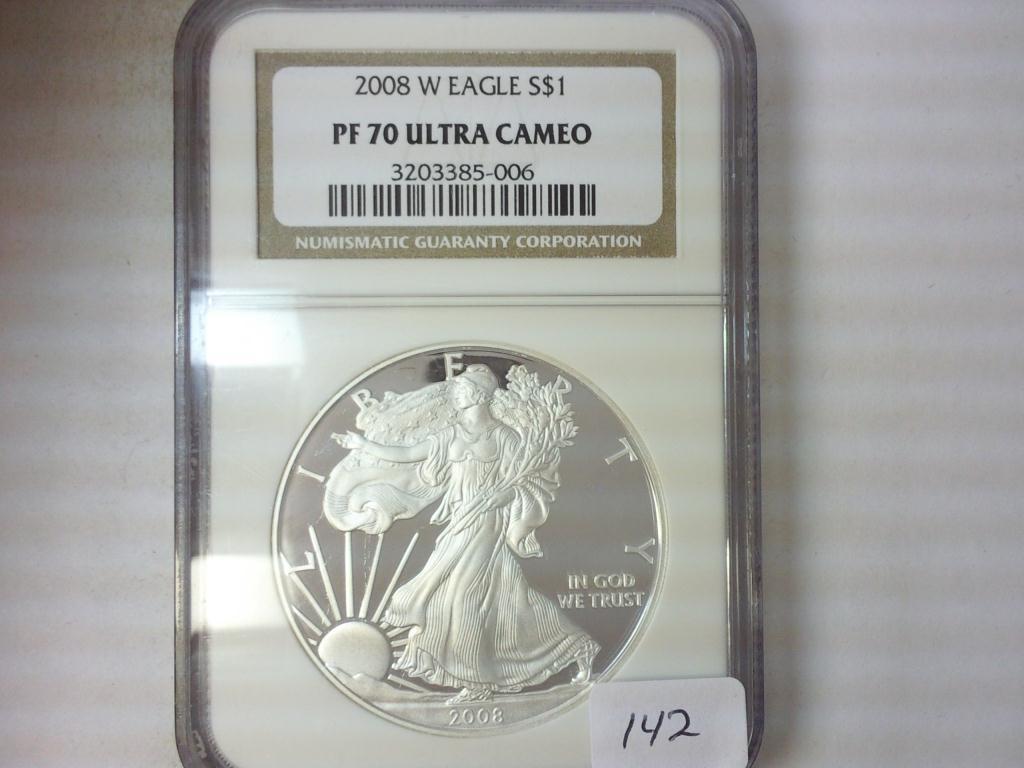 2008 W EAGLE S$1
PF 70 ULTRA CAMEO
3203385-006
NUMISMATIC GUARANTY CORPORATION
LIBERTY
IN GOD
WE TRUST
2008
142